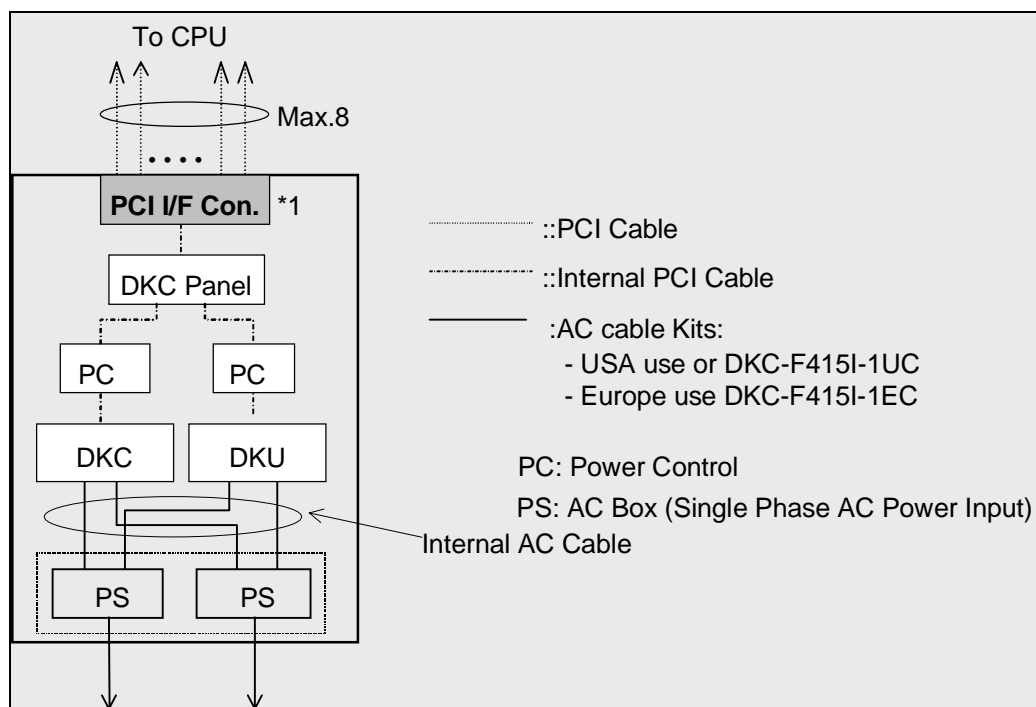 To CPU
Max.8
....
PCI I/F Con. *1
::PCI Cable
DKC Panel
::Internal PCI Cable
:AC cable Kits:
PC PC
- USA use or DKC-F415I-1UC
- Europe use DKC-F415I-1EC
DKC DKU
PC: Power Control
PS: AC Box (Single Phase AC Power Input)
Internal AC Cable
PS PS